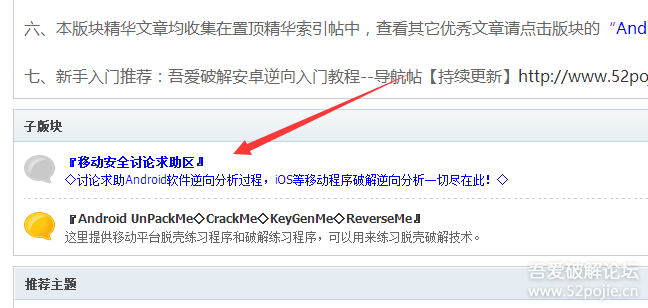 六、本版块精华文章均收集在置顶精华索引帖中，查看其它优秀文章请点击版块的“And
七、新手入门推荐：吾爱破解安卓逆向入门教程--导航帖【持续更新】http://www.52poj
子版块
『移动安全讨论求助区』
◇讨论求助Android软件逆向分析过程，iOS等移动程序破解逆向分析一切尽在此！◇
『Android UnPackMe◇CrackMe◇KeyGenMe◇ReverseMe』
这里提供移动平台脱壳练习程序和破解练习程序，可以用来练习脱壳破解技术。
推荐主题
吾爱破解论坛
www.52pojie.cn